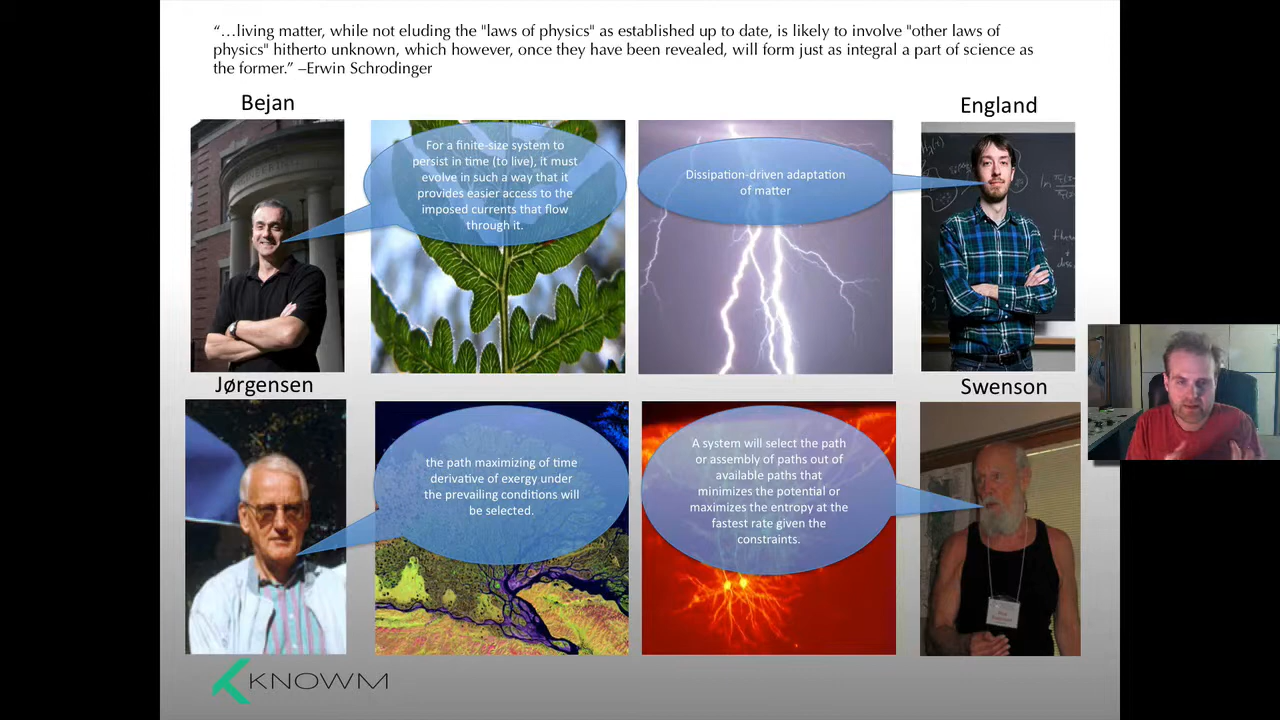 “…living matter, while not eluding the "laws of physics" as established up to date, is likely to involve "other laws of
physics" hitherto unknown, which however, once they have been revealed, will form just as integral a part of science as
the former.” –Erwin Schrodinger
Bejan
England
For a finite-size system to
persist in time (to live), it must
evolve in such a way that it
provides easier access to the
imposed currents that flow
through it.
Dissipation-driven adaptation
of matter
Jørgensen
Swenson
the path maximizing of time
derivative of exergy under
the prevailing conditions will
be selected.
A system will select the path
or assembly of paths out of
available paths that
minimizes the potential or
maximizes the entropy at the
fastest rate given the
constraints.
KNOWM